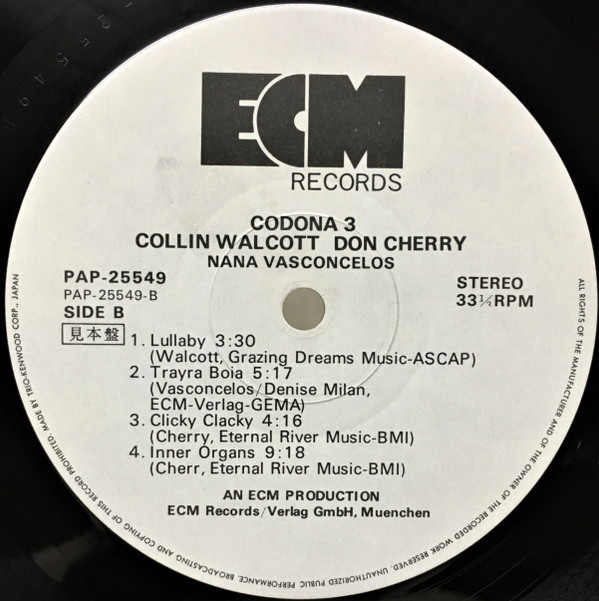 ECM
RECORDS
CODONA 3
COLLIN WALCOTT DON CHERRY
NANA VASCONCELOS
PAP-25549
PAP-25549-B
SIDE B
見本盤
STEREO
33⅓RPM
1. Lullaby 3:30
(Walcott, Grazing Dreams Music-ASCAP)
2. Trayra Boia 5:17
(Vasconcelos/Denise Milan,
ECM-Verlag-GEMA)
3. Clicky Clacky 4:16
(Cherry, Eternal River Music-BMI)
4. Inner Organs 9:18
(Cherr, Eternal River Music-BMI)
AN ECM PRODUCTION
ECM Records/Verlag GmbH, Muenchen
ALL RIGHTS OF THE MANUFACTURER AND OF THE OWNER OF THE RECORDED WORK RESERVED. UNAUTHORIZED PUBLIC PERFORMANCE, BROADCASTING AND COPYING OF THIS RECORD PROHIBITED. MADE BY TRIO-KENWOOD CORP., JAPAN